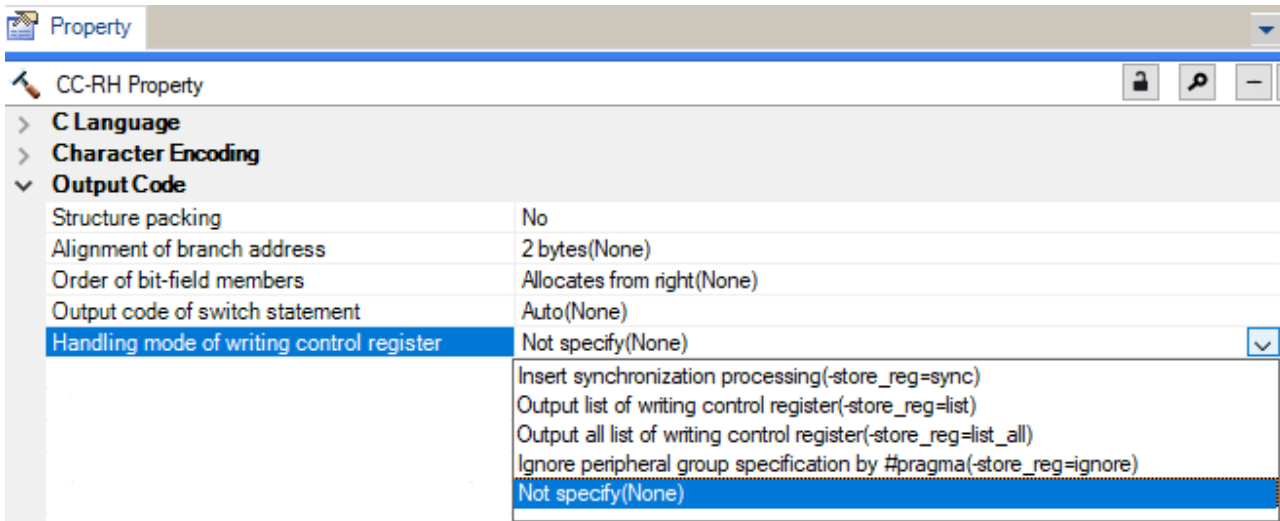 Property
CC-RH Property
C Language
Character Encoding
Output Code
Structure packing No
Alignment of branch address 2 bytes(None)
Order of bit-field members Allocates from right(None)
Output code of switch statement Auto(None)
Handling mode of writing control register Not specify(None)
Insert synchronization processing(-store_reg=sync)
Output list of writing control register(-store_reg=list)
Output all list of writing control register(-store_reg=list_all)
Ignore peripheral group specification by #pragma(-store_reg=ignore)
Not specify(None)